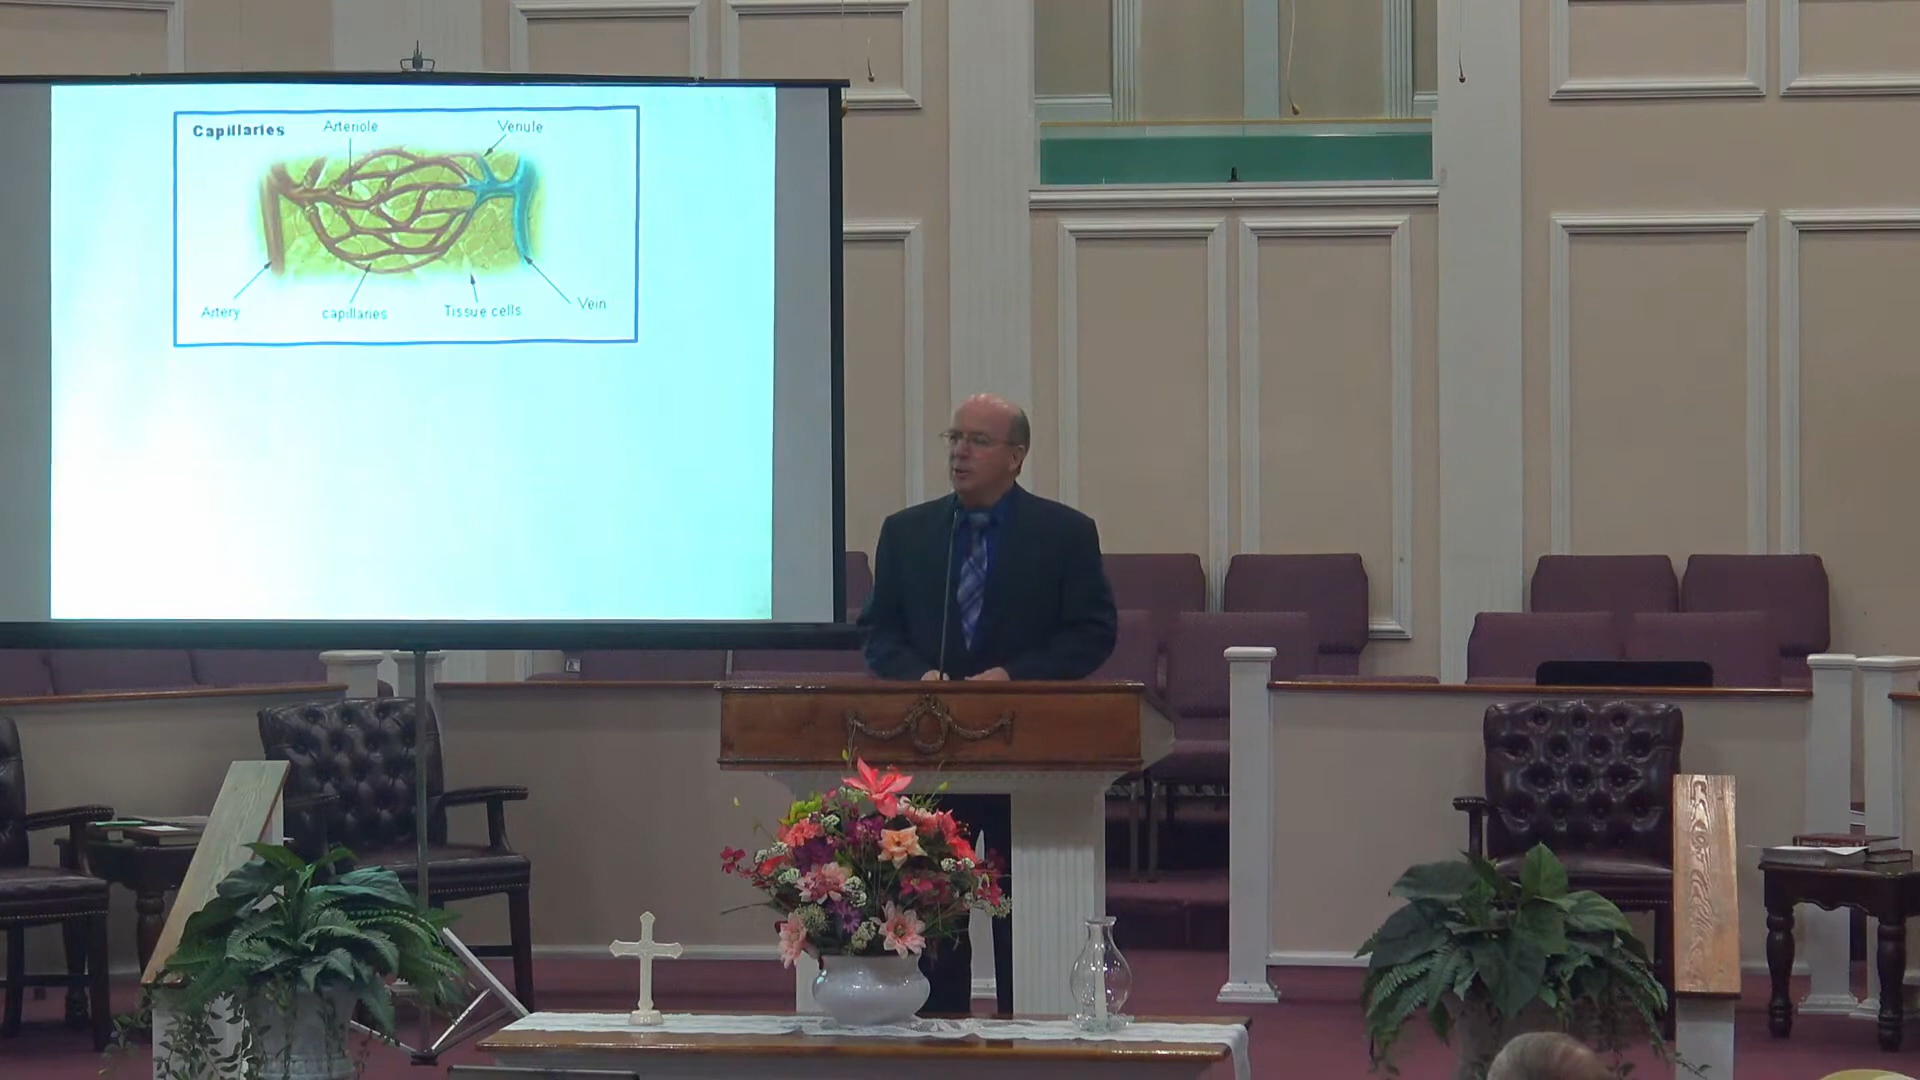 Capillaries
Arteriole
Venule
Artery
capillaries
Tissue cells
Vein